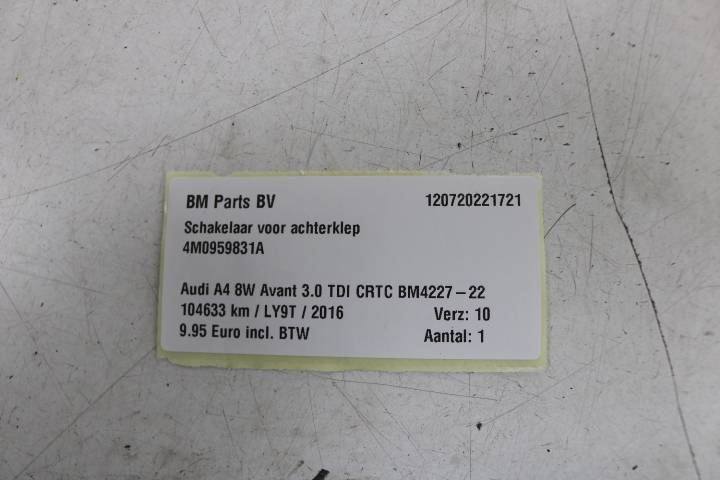 BM Parts BV 120720221721
Schakelaar voor achterklep
4M0959831A
Audi A4 8W Avant 3.0 TDI CRTC BM4227-22
104633 km / LY9T / 2016 Verz: 10
9.95 Euro incl. BTW Aantal: 1